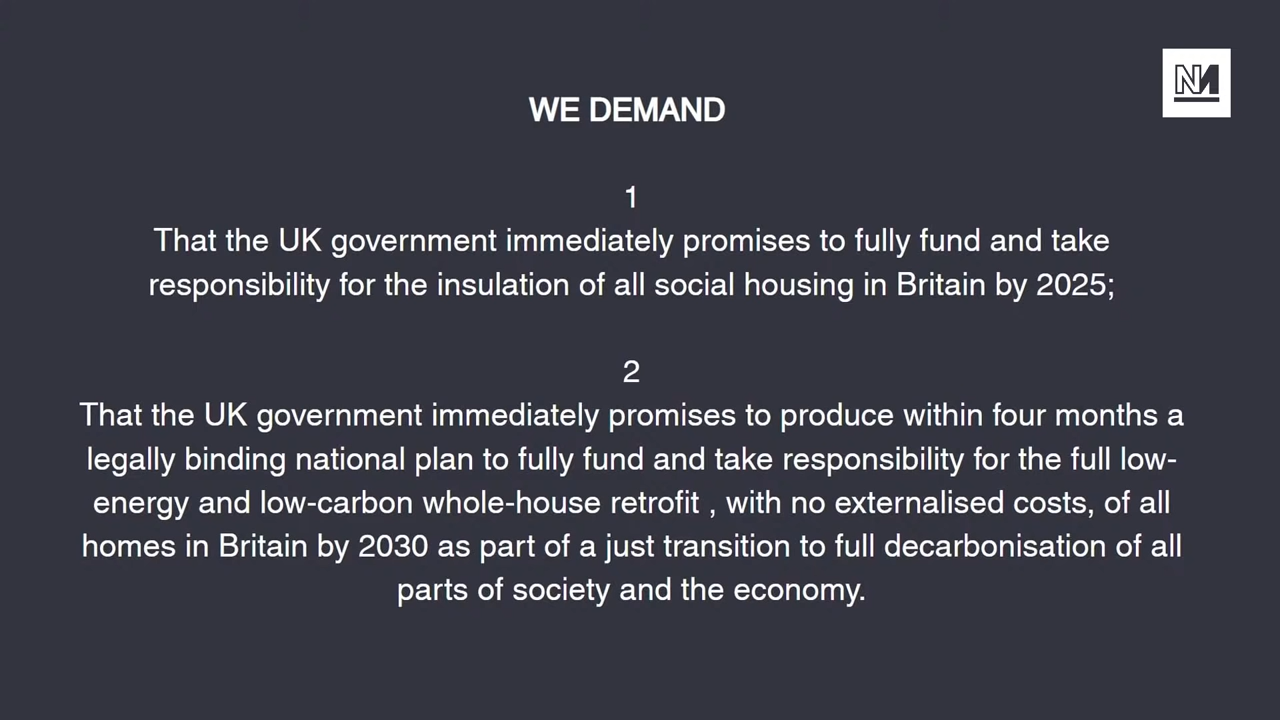 NM
WE DEMAND
1
That the UK government immediately promises to fully fund and take
responsibility for the insulation of all social housing in Britain by 2025;
2
That the UK government immediately promises to produce within four months a
legally binding national plan to fully fund and take responsibility for the full low-
energy and low-carbon whole-house retrofit , with no externalised costs, of all
homes in Britain by 2030 as part of a just transition to full decarbonisation of all
parts of society and the economy.